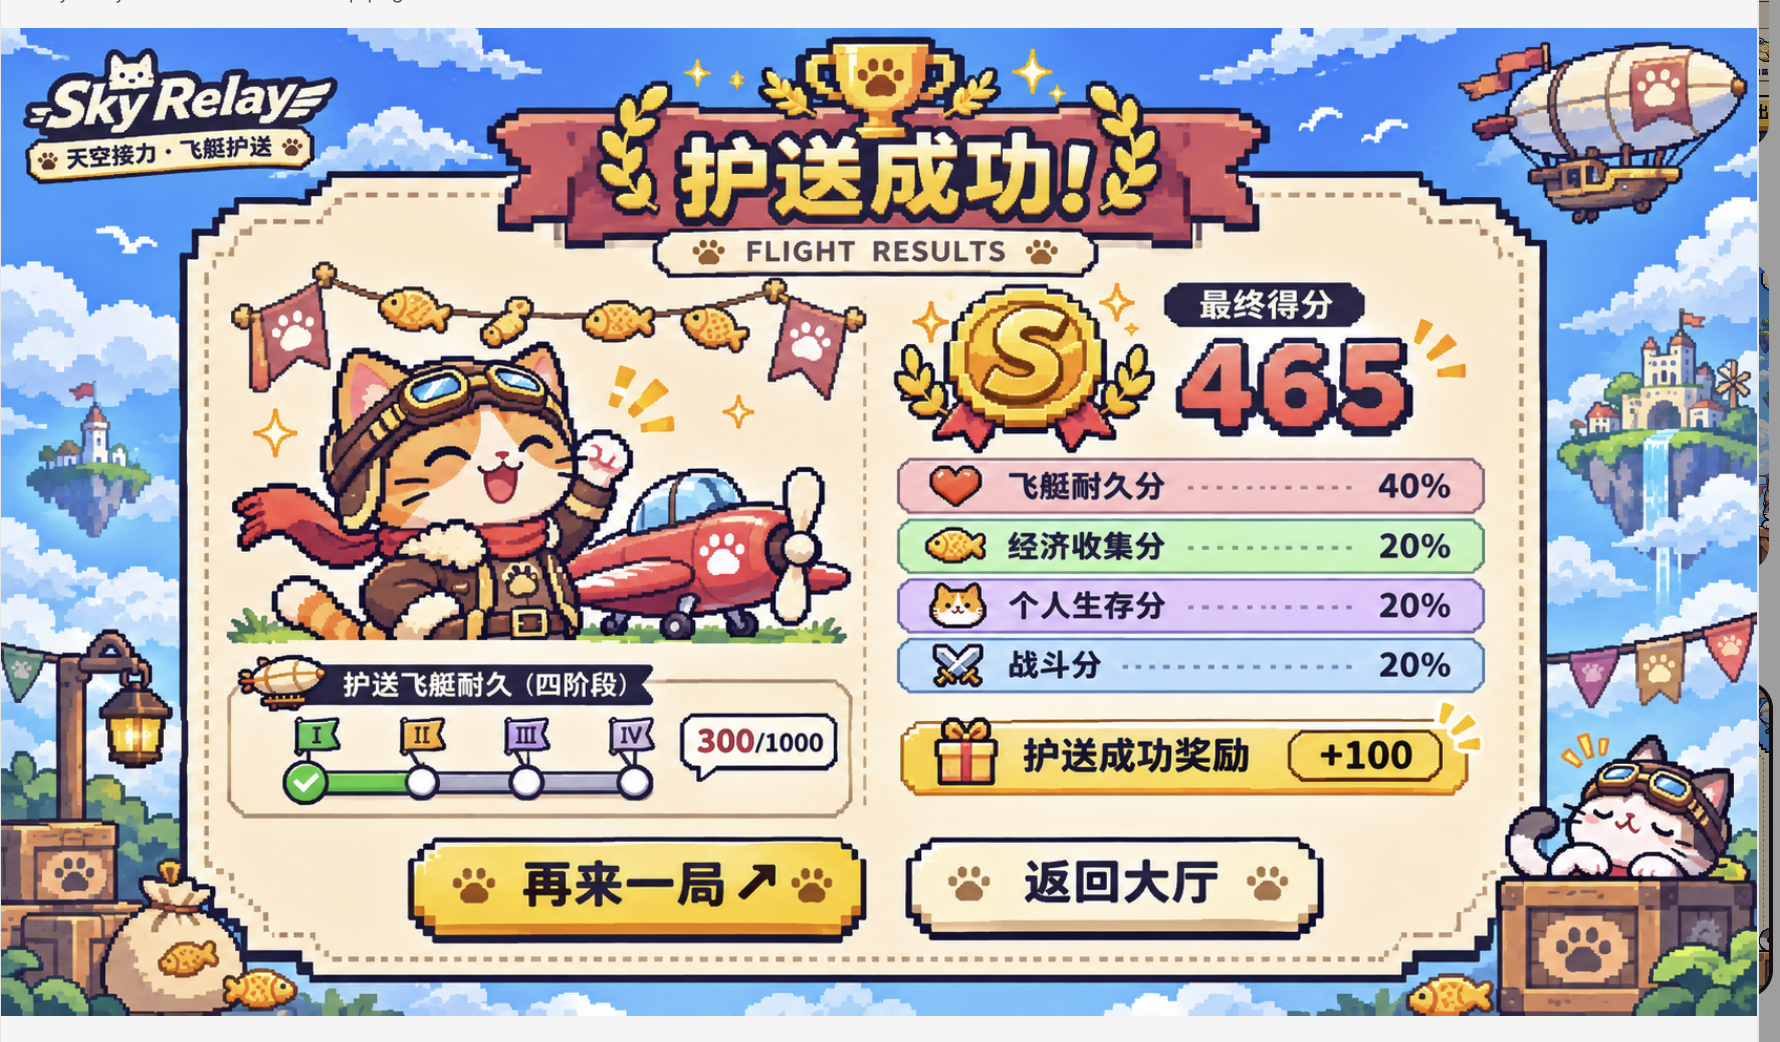 Sky Relay
天空接力·飞艇护送
护送成功!
FLIGHT RESULTS
S
最终得分
465
飞艇耐久分 40%
经济收集分 20%
个人生存分 20%
战斗分 20%
护送飞艇耐久（四阶段）
I II III IV
300/1000
护送成功奖励 +100
再来一局↗
返回大厅